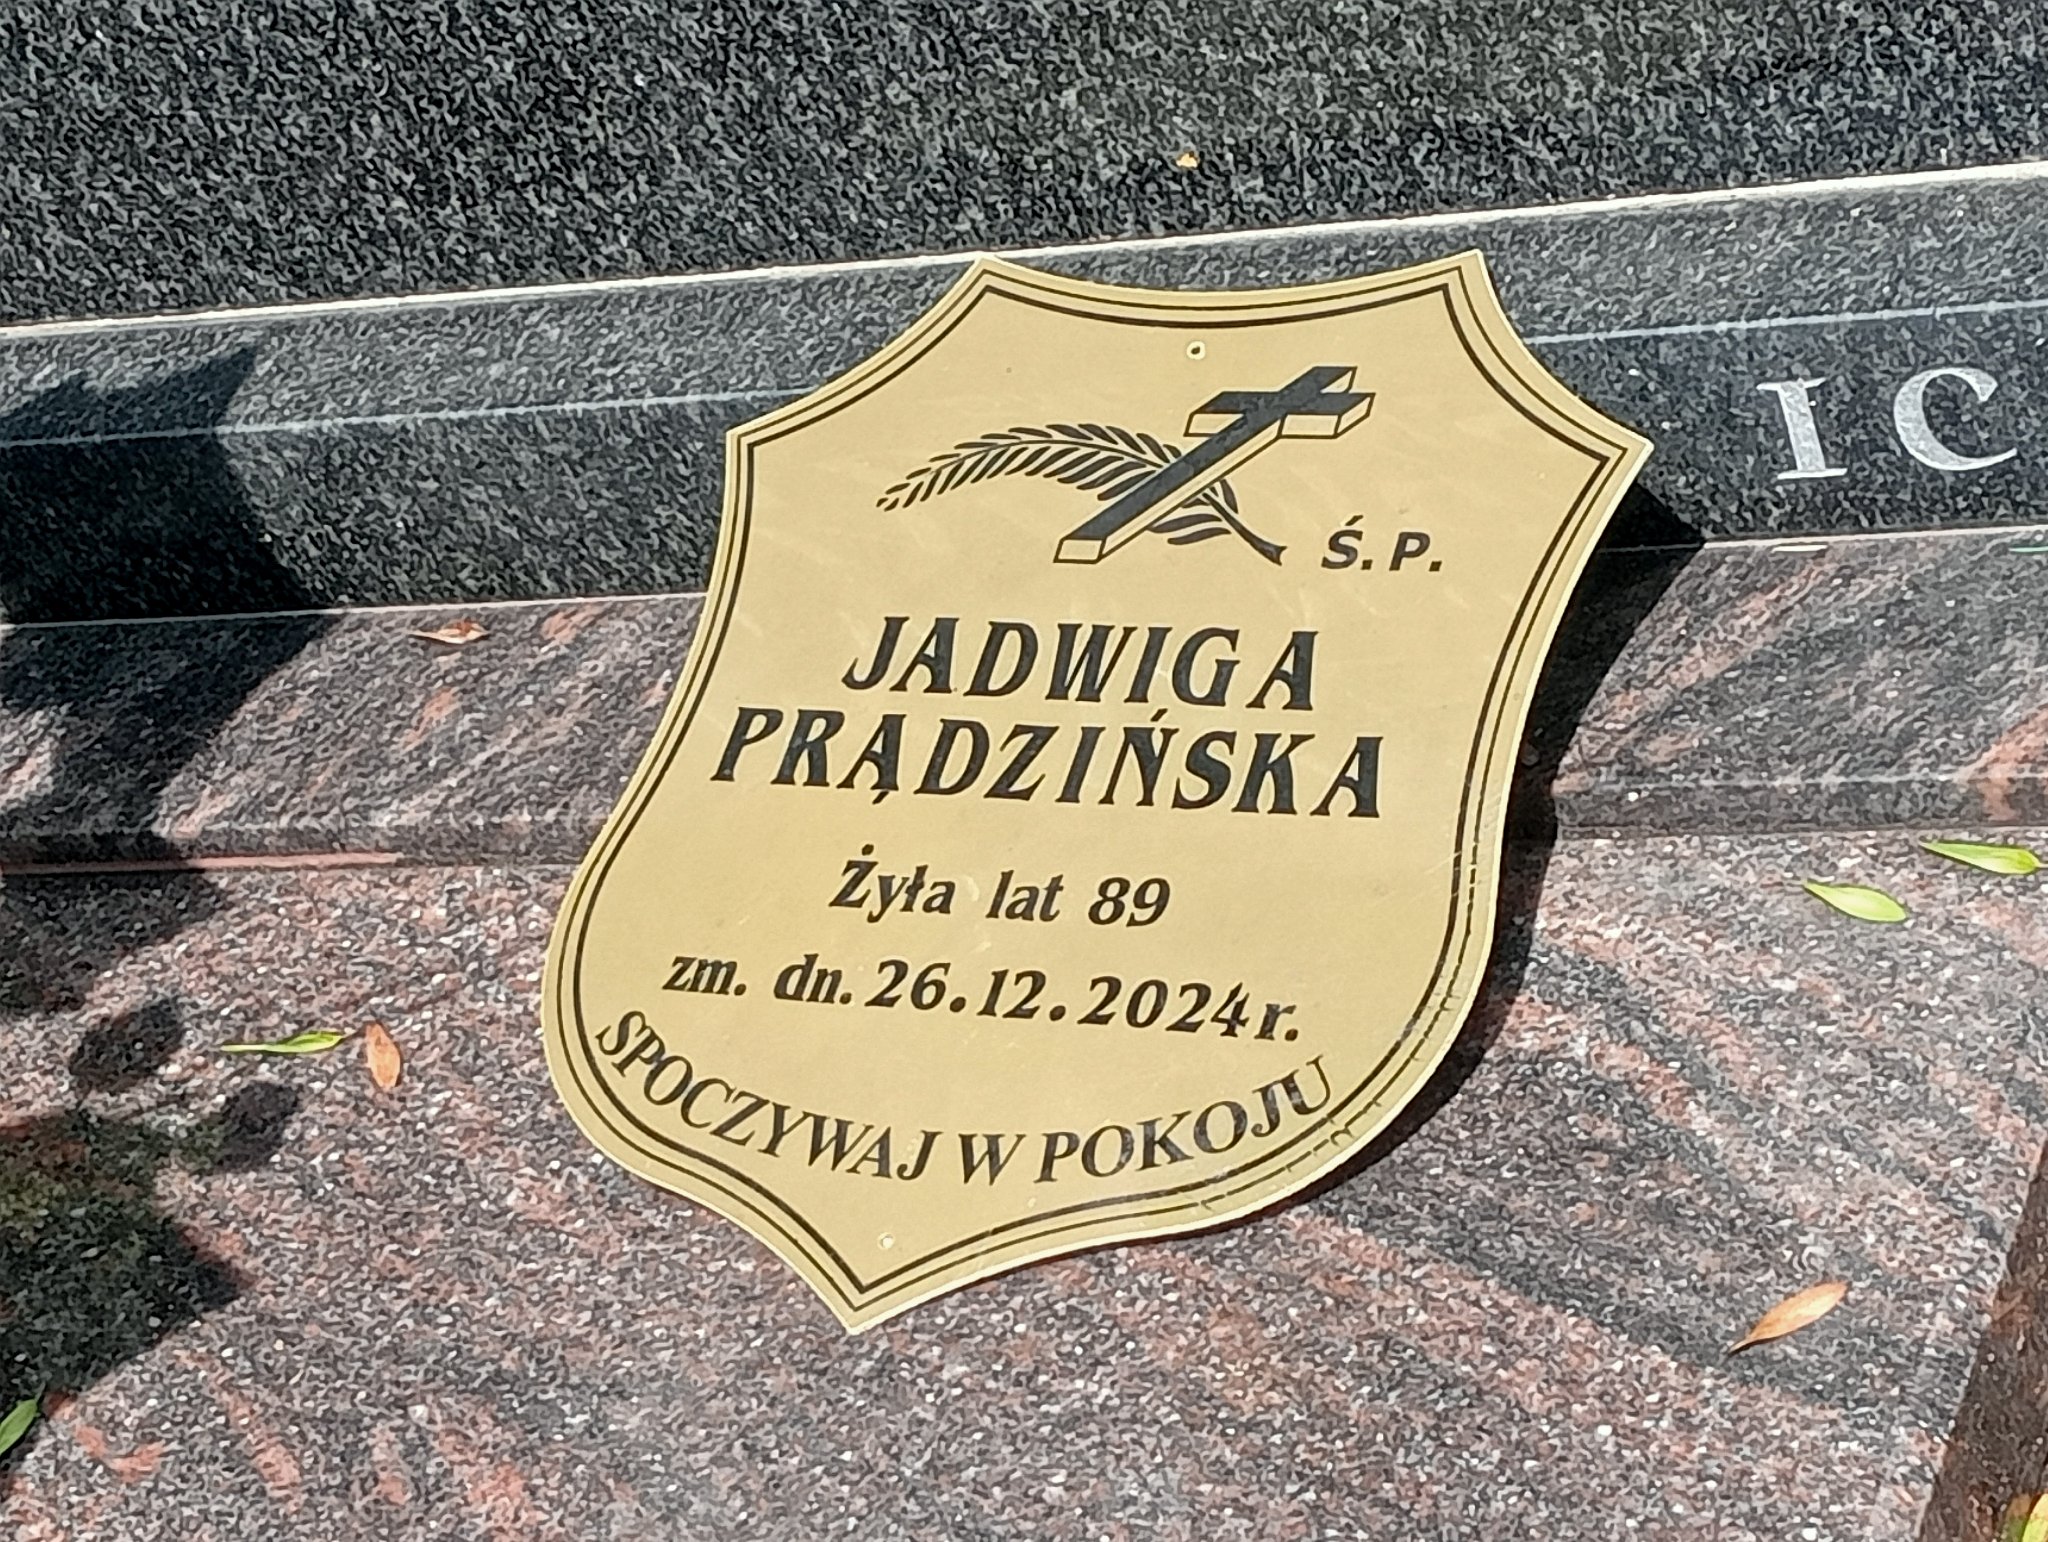 Ś.P.
JADWIGA
PRĄDZIŃSKA
Żyła lat 89
zm. dn. 26.12.2024 r.
SPOCZYWAJ W POKOJU
IC